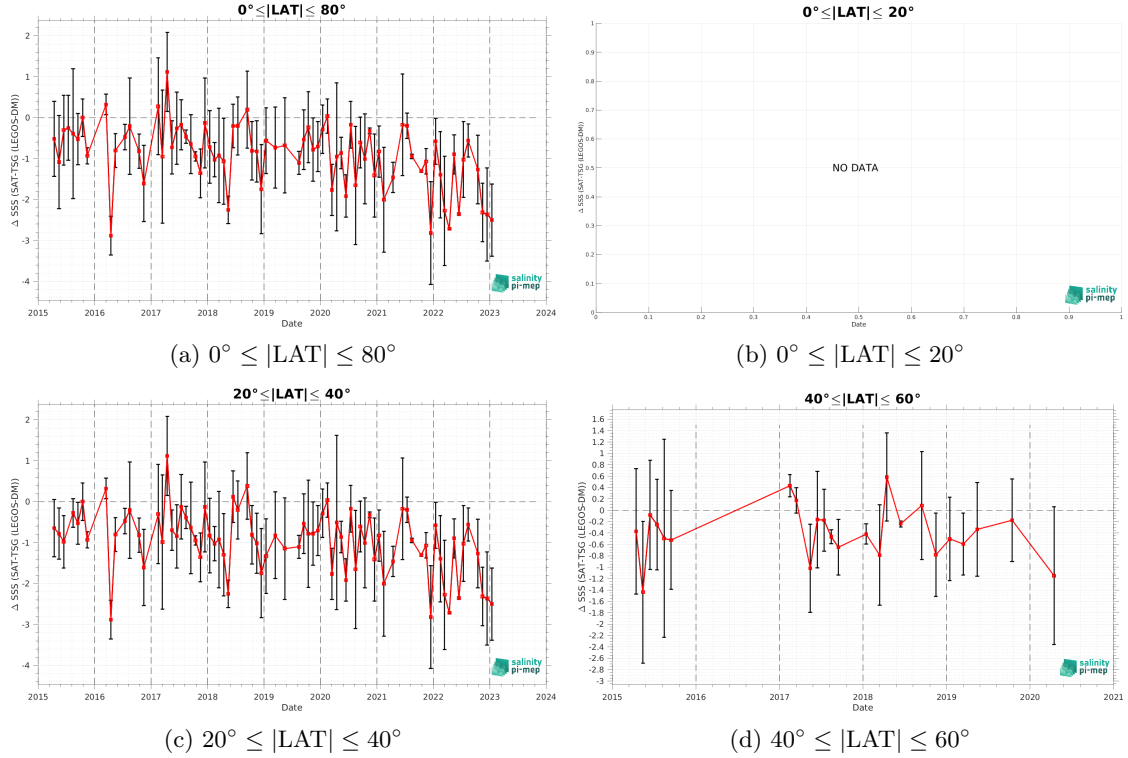 0°≤|LAT|≤ 80°
Δ SSS (SAT-TSG (LEGOS-DM))
2
1
0
-1
-2
-3
-4
2015 2016 2017 2018 2019 2020 2021 2022 2023 2024
Date
salinity
pi-mep
(a) 0° ≤ |LAT| ≤ 80°
0°≤|LAT|≤ 20°
Δ SSS (SAT-TSG (LEGOS-DM))
1
0.9
0.8
0.7
0.6
0.5
0.4
0.3
0.2
0.1
0
NO DATA
0 0.1 0.2 0.3 0.4 0.5 0.6 0.7 0.8 0.9 1
Date
salinity
pi-mep
(b) 0° ≤ |LAT| ≤ 20°
20°≤|LAT|≤ 40°
Δ SSS (SAT-TSG (LEGOS-DM))
2
1
0
-1
-2
-3
-4
2015 2016 2017 2018 2019 2020 2021 2022 2023 2024
Date
salinity
pi-mep
(c) 20° ≤ |LAT| ≤ 40°
40°≤|LAT|≤ 60°
Δ SSS (SAT-TSG (LEGOS-DM))
1.6
1.4
1.2
1
0.8
0.6
0.4
0.2
0
-0.2
-0.4
-0.6
-0.8
-1
-1.2
-1.4
-1.6
-1.8
-2
-2.2
-2.4
-2.6
-2.8
-3
2015 2016 2017 2018 2019 2020 2021
Date
salinity
pi-mep
(d) 40° ≤ |LAT| ≤ 60°